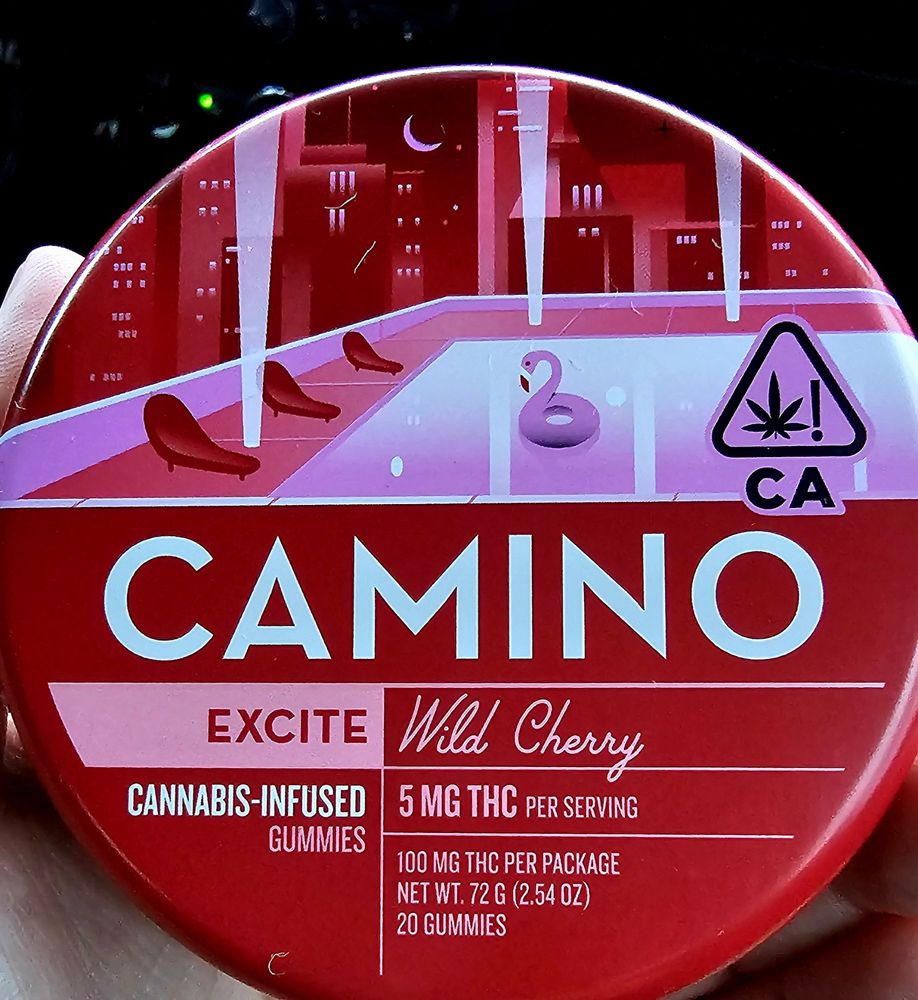 CA
CAMINO
EXCITE
Wild Cherry
CANNABIS-INFUSED
GUMMIES
5 MG THC PER SERVING
100 MG THC PER PACKAGE
NET WT. 72 G (2.54 OZ)
20 GUMMIES